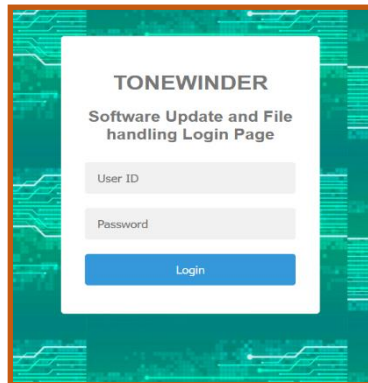 TONEWINDER
Software Update and File
handling Login Page
User ID
Password
Login